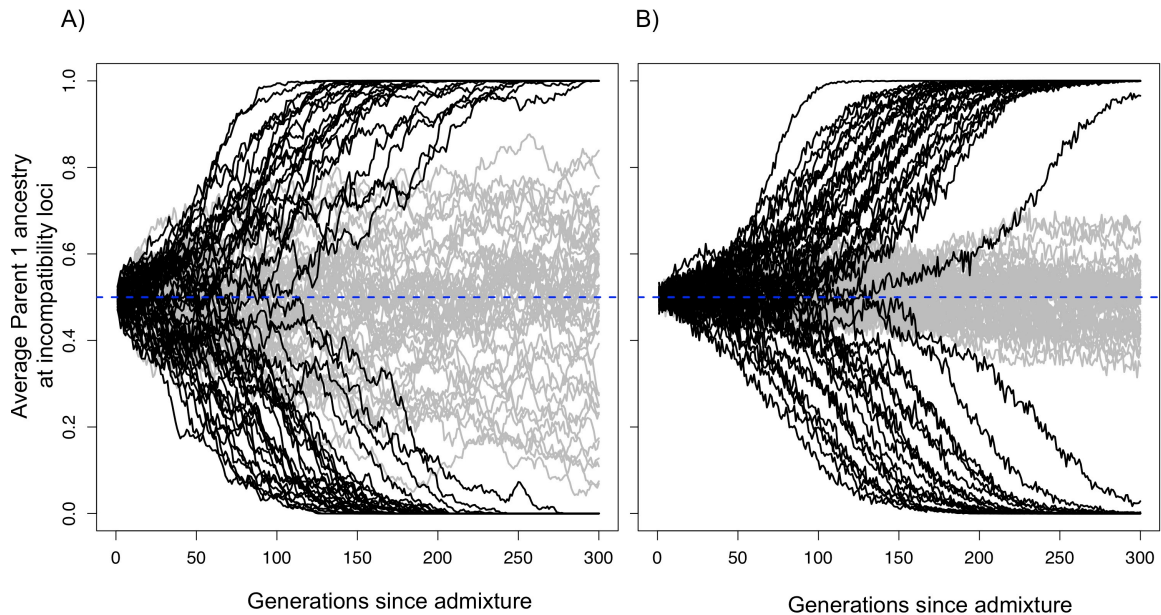 A)
B)
Average Parent 1 ancestry
at incompatibility loci
1.0
0.8
0.6
0.4
0.2
0.0
0 50 100 150 200 250 300
0 50 100 150 200 250 300
Generations since admixture
Generations since admixture